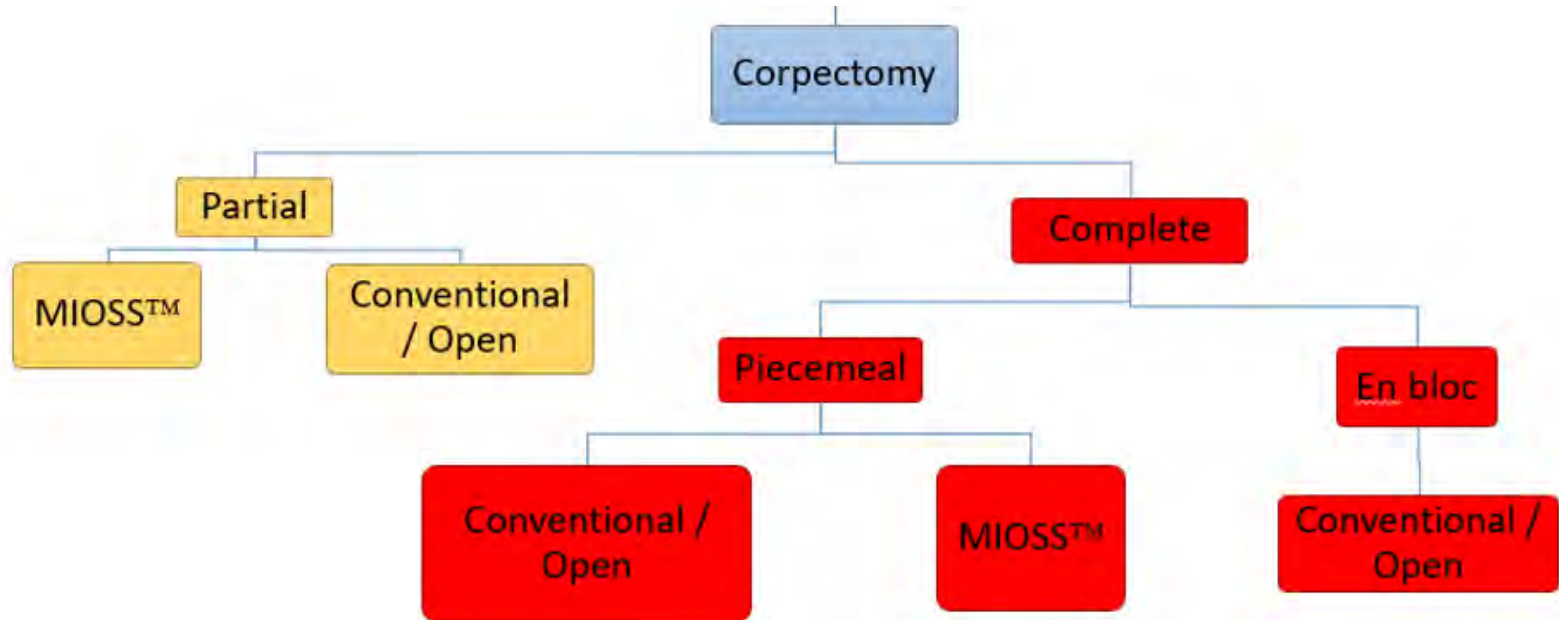 Corpectomy
Partial
Complete
MIOSS™
Conventional
/ Open
Piecemeal
En bloc
Conventional /
Open
MIOSS™
Conventional /
Open